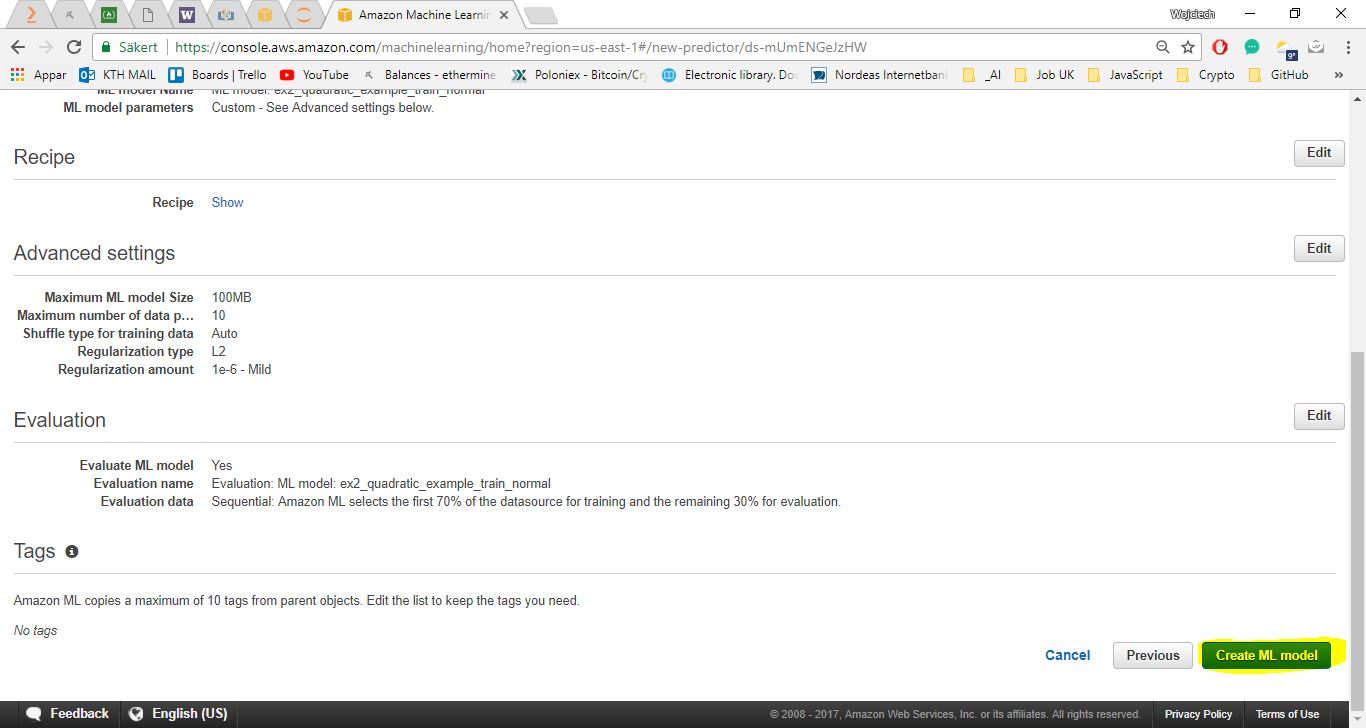 Wojciech
Amazon Machine Learnin
Säkert https://console.aws.amazon.com/machinelearning/home?region=us-east-1#/new-predictor/ds-mUmENGeJzHW
Appar KTH MAIL Boards | Trello YouTube Balances - ethermine Poloniex - Bitcoin/Cry Electronic library. Do Nordeas Internetbank _AI Job UK JavaScript Crypto GitHub »
ML model Name ML model: ex2_quadratic_example_train_normal
ML model parameters Custom - See Advanced settings below.
Recipe Edit
Recipe Show
Advanced settings Edit
Maximum ML model Size 100MB
Maximum number of data p... 10
Shuffle type for training data Auto
Regularization type L2
Regularization amount 1e-6 - Mild
Evaluation Edit
Evaluate ML model Yes
Evaluation name Evaluation: ML model: ex2_quadratic_example_train_normal
Evaluation data Sequential: Amazon ML selects the first 70% of the datasource for training and the remaining 30% for evaluation.
Tags
Amazon ML copies a maximum of 10 tags from parent objects. Edit the list to keep the tags you need.
No tags
Cancel Previous Create ML model
Feedback English (US) © 2008 - 2017, Amazon Web Services, Inc. or its affiliates. All rights reserved. Privacy Policy Terms of Use